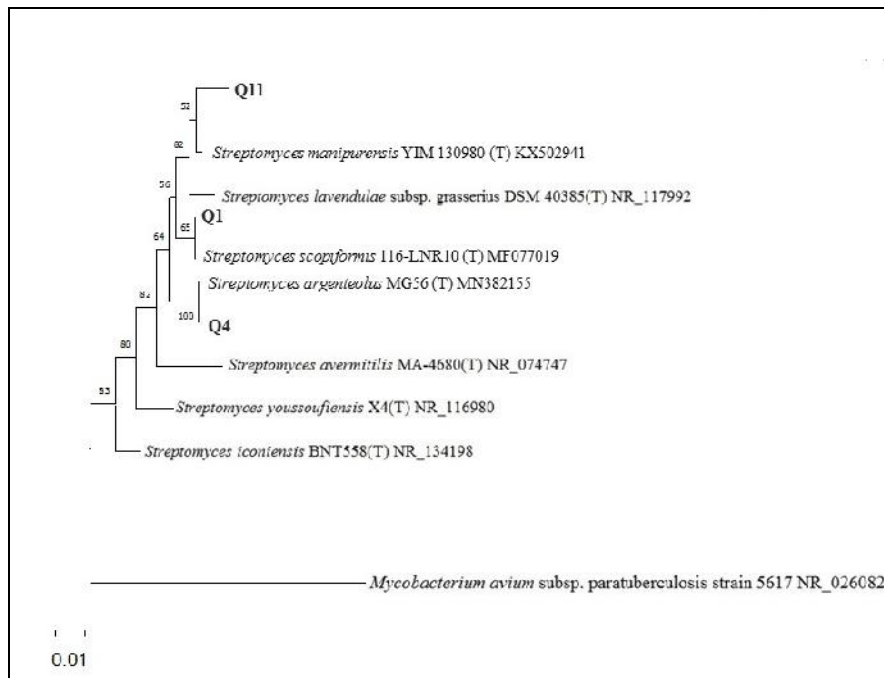 Q11
52
Streptomyces manipurensis YIM 130980 (T) KX502941
82
56
Streptomyces lavendulae subsp. grasserius DSM 40385(T) NR_117992
Q1
65
64
Streptomyces scopiformis 116-LNR10 (T) MF077019
Streptomyces argenteolus MG56 (T) MN382155
100
Q4
80
Streptomyces avermitilis MA-4680(T) NR_074747
Streptomyces youssoufiensis X4(T) NR_116980
Streptomyces iconiensis BNT558(T) NR_134198
Mycobacterium avium subsp. paratuberculosis strain 5617 NR_026082
0.01